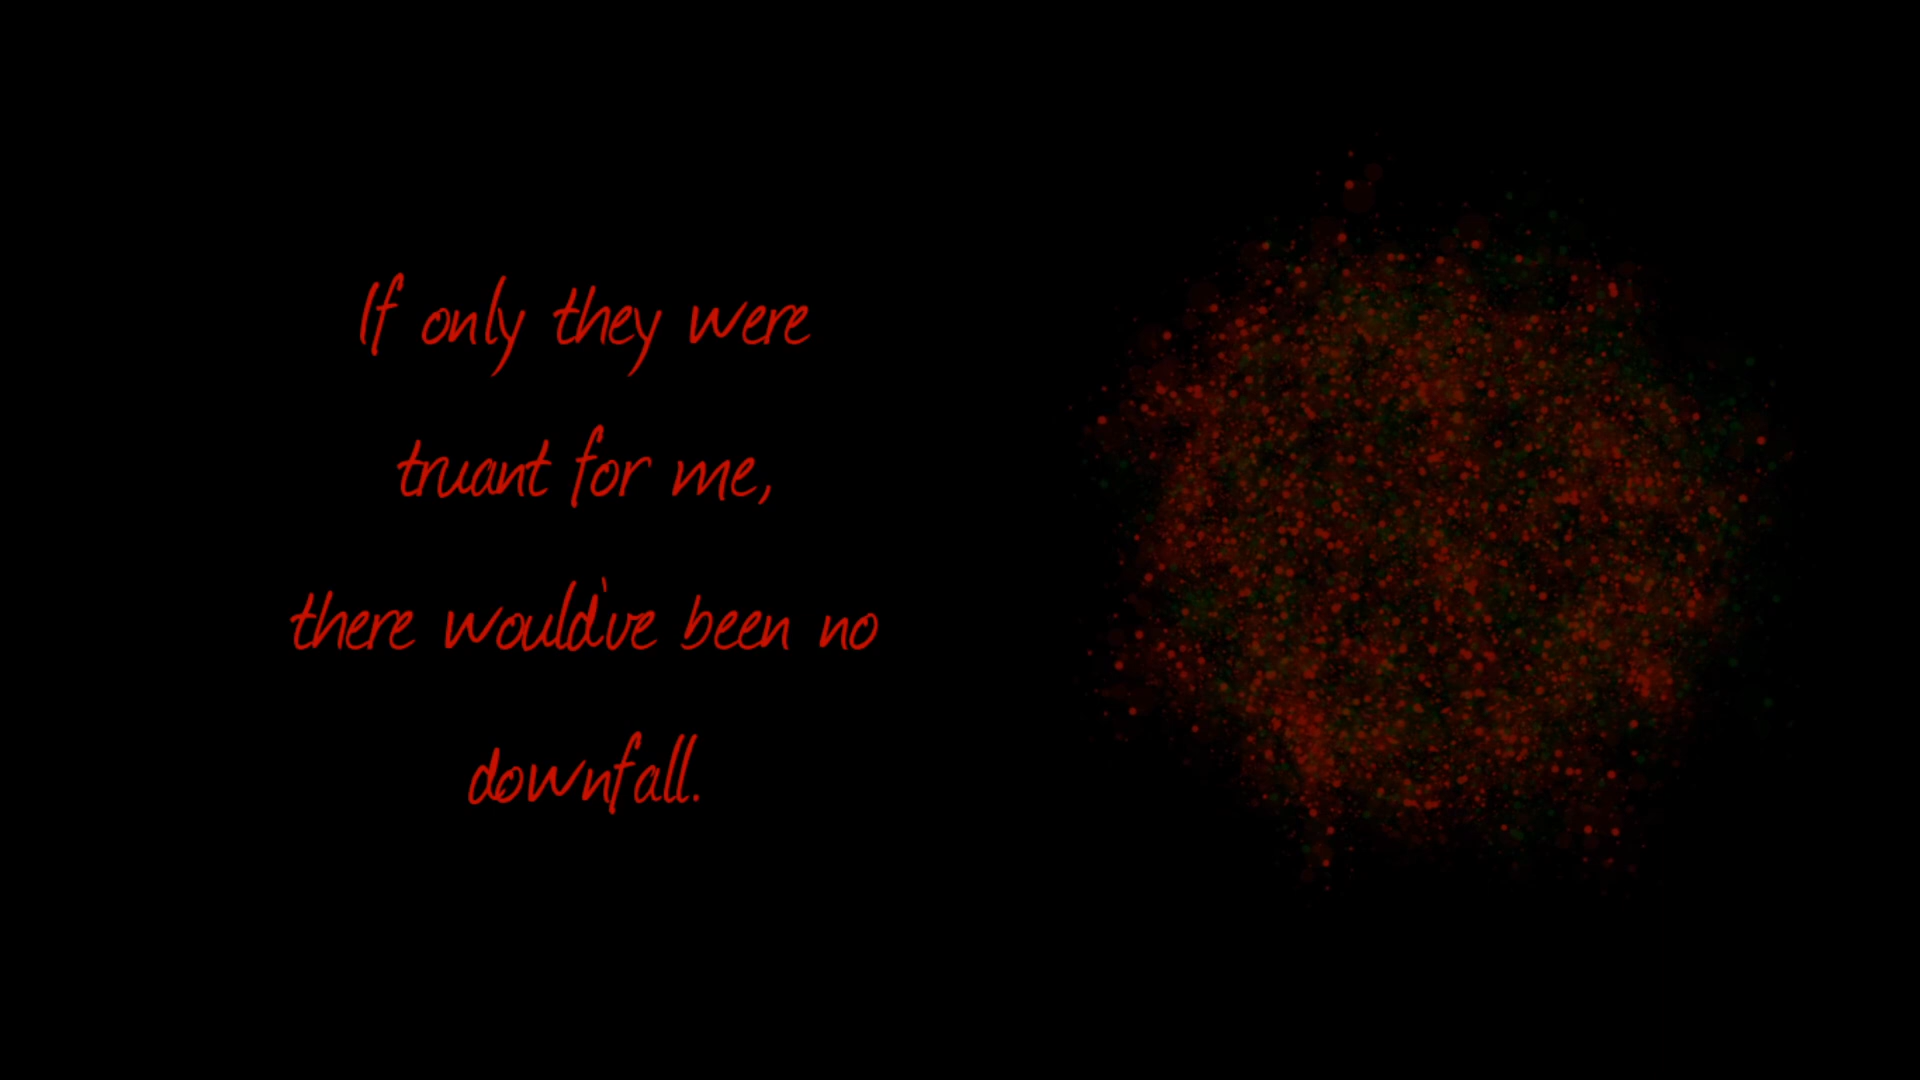 If only they were
truant for me,
there would've been no
downfall.